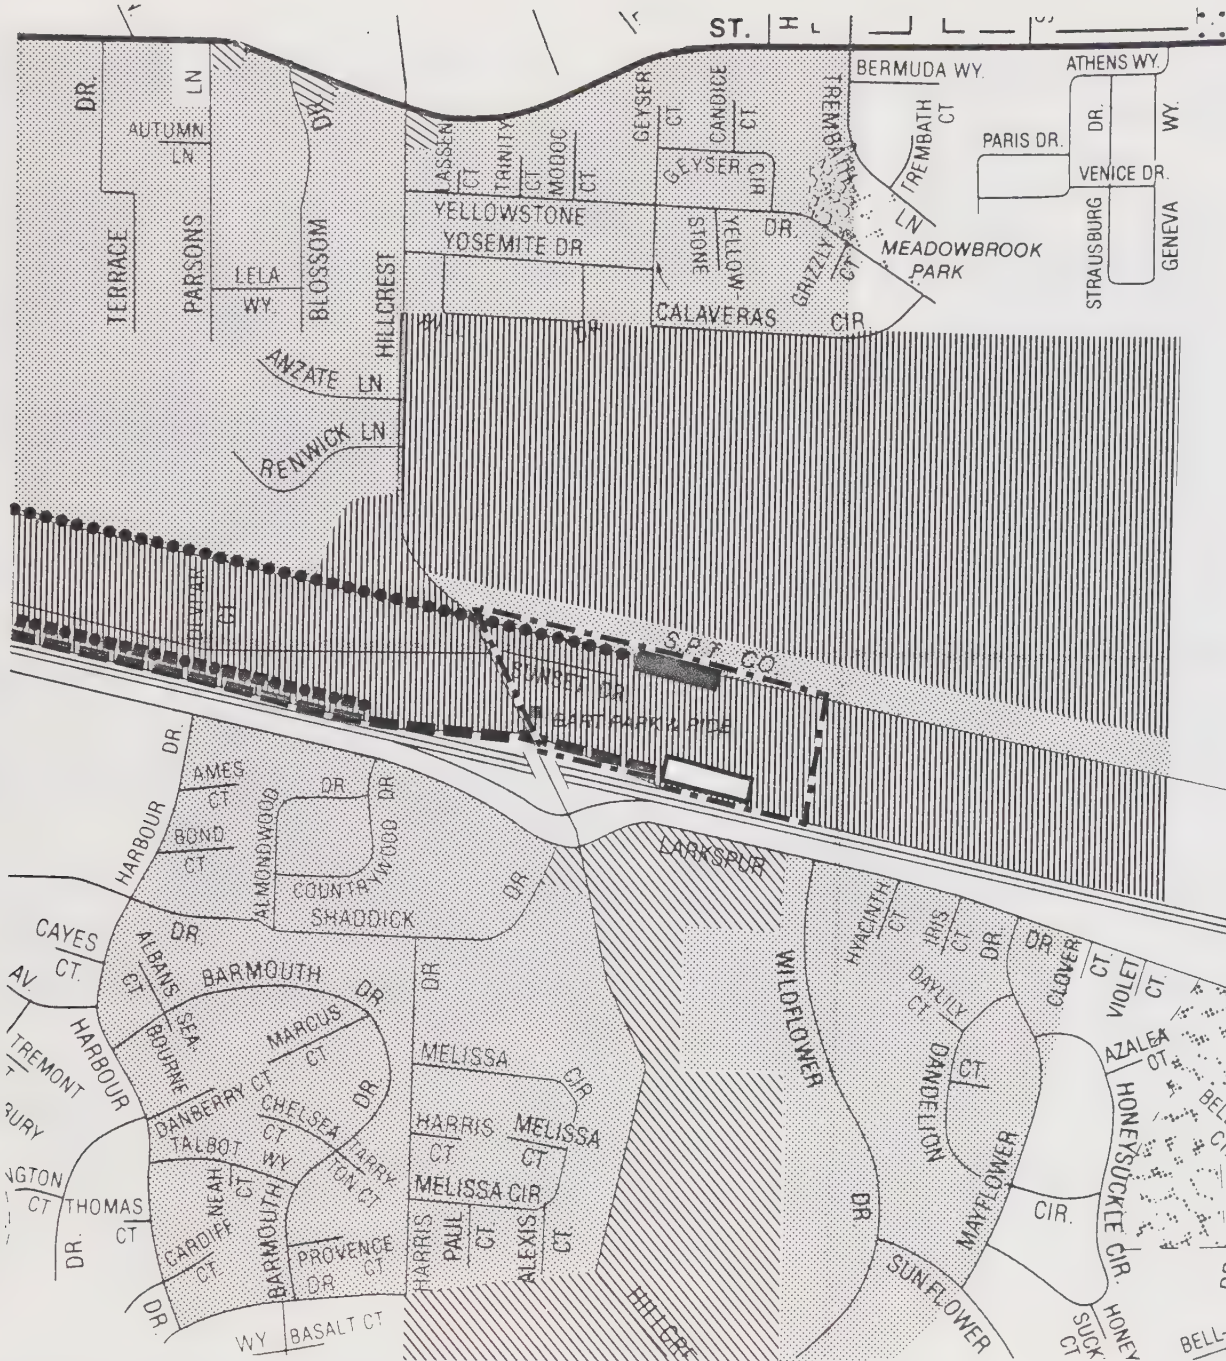 ST.
BERMUDA WY.
ATHENS WY.
DR.
LN
AUTUMN
LN
DR.
LASSEN
CT
TRINITY
CT
MODOC
CT
GEYSER
CT
CANDICE
CT
GEYSER
CIR
TREMBATH
LN
TREMBATH
CT
PARIS DR.
DR.
WY.
VENICE DR.
STRAUSBURG
GENEVA
TERRACE
PARSONS
LELA
WY.
BLOSSOM
HILLCREST
YELLOWSTONE
DR.
YOSEMITE DR
YELLOW-
STONE
GRIZZLY
CT.
MEADOWBROOK
PARK
CALAVERAS
CIR.
DR
ANZATE LN
RENWICK LN
CT
S.P.T. CO.
SUNSET DR.
BART PARK & RIDE
DR.
HARBOUR
AMES
CT.
BOND
CT.
ALMONDWOOD
DR
COUNTRYWOOD
DR
SHADDICK
DR
LARKSPUR
DR.
CAYES
CT.
AV.
ALBANS
CT
BARMOUTH
DR.
SEA-
BOURNE
MARCUS
CT.
HARBOUR
TREMONT
BURY
DANBERRY CT
CHELSEA
WY
TALBOT
CT
NEAH
CT.
TARRY
TON CT
DR.
BARMOUTH
NGTON
CT
THOMAS
CT
DR.
CARDIFF
CT.
PROVENCE
CT
DR
DR.
WY
BASALT CT
DR
MELISSA
CIR
HARRIS
CT.
MELISSA
CT.
MELISSA CIR
HARRIS
PAUL
CT.
ALEXIS
CT.
HILLCRE
WILDFLOWER
DR
HYACINTH
CT
IRIS
CT
DR.
DR
CLOVER
CT.
VIOLET
CT.
DAYLILY
CT
DANDELION
CT
AZALEA
CT
HONEYSUCKLE CIR.
MAYFLOWER
CIR.
SUNFLOWER
HONEY
SUCK
CT
BELL-